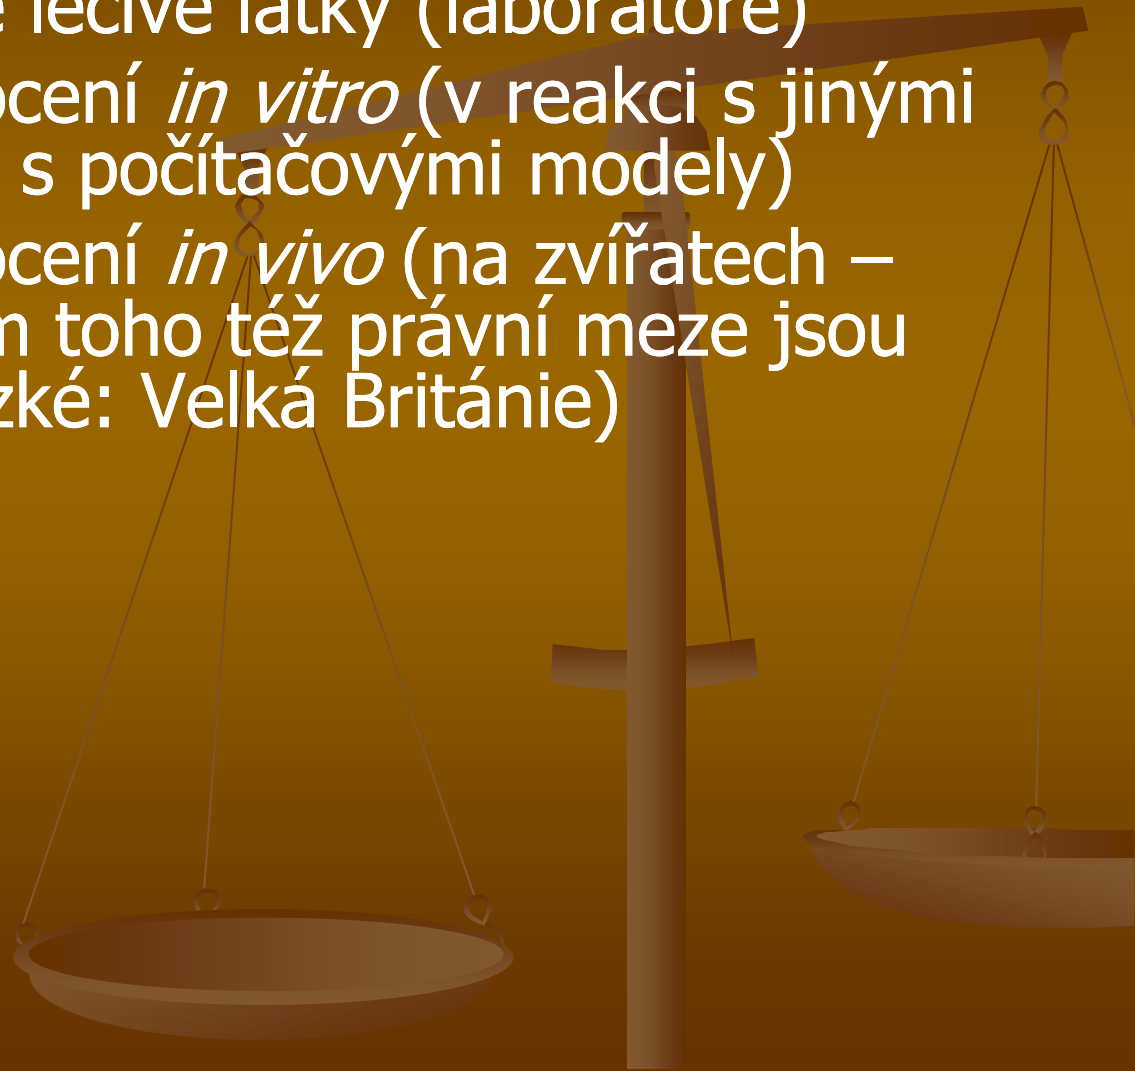 léčivé látky (laboratoře)
ocení in vitro (v reakci s jinými
s počítačovými modely)
ocení in vivo (na zvířatech –
m toho též právní meze jsou
zké: Velká Británie)